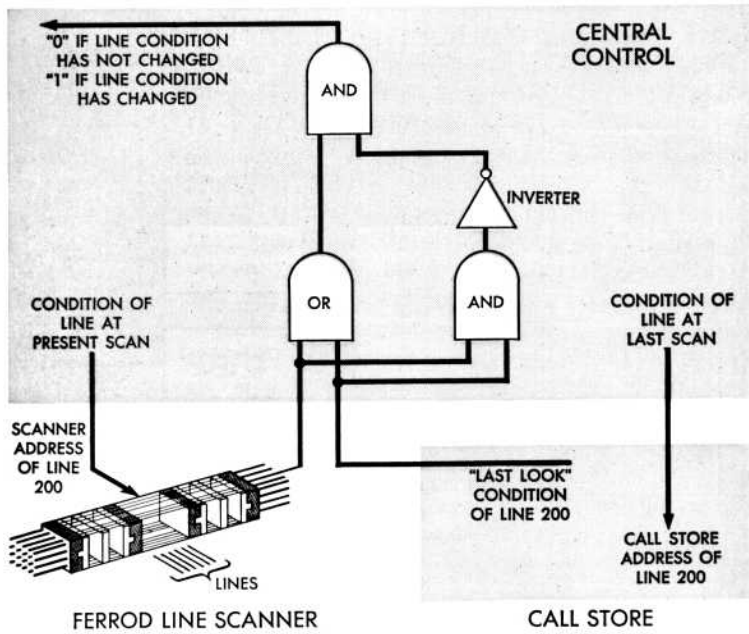 "0" IF LINE CONDITION
HAS NOT CHANGED
"1" IF LINE CONDITION
HAS CHANGED
CENTRAL
CONTROL
AND
INVERTER
OR
AND
CONDITION OF
LINE AT
PRESENT SCAN
CONDITION OF
LINE AT
LAST SCAN
SCANNER
ADDRESS
OF LINE
200
"LAST LOOK"
CONDITION
OF LINE 200
CALL STORE
ADDRESS OF
LINE 200
LINES
FERROD LINE SCANNER
CALL STORE